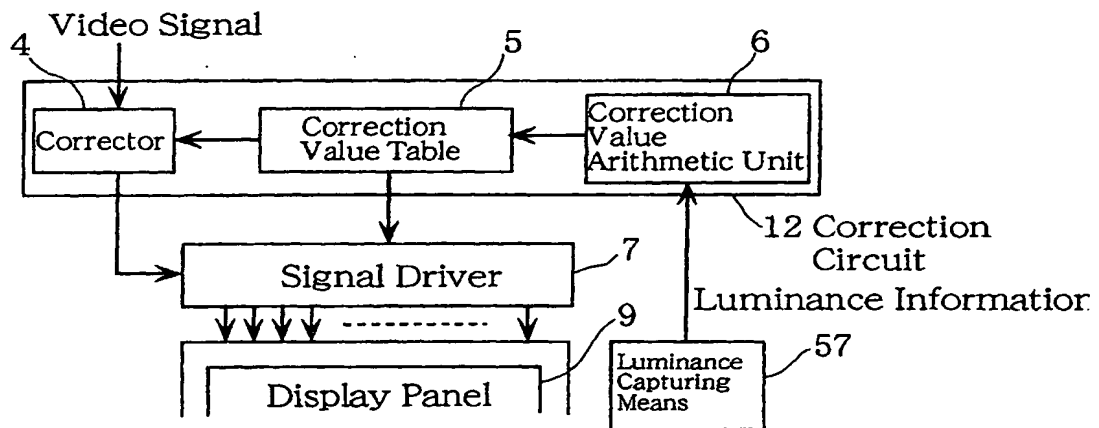 Video Signal
4
5
6
Corrector
Correction
Value Table
Correction
Value
Arithmetic Unit
12 Correction
Circuit
7
Signal Driver
Luminance Information
9
57
Display Panel
Luminance
Capturing
Means